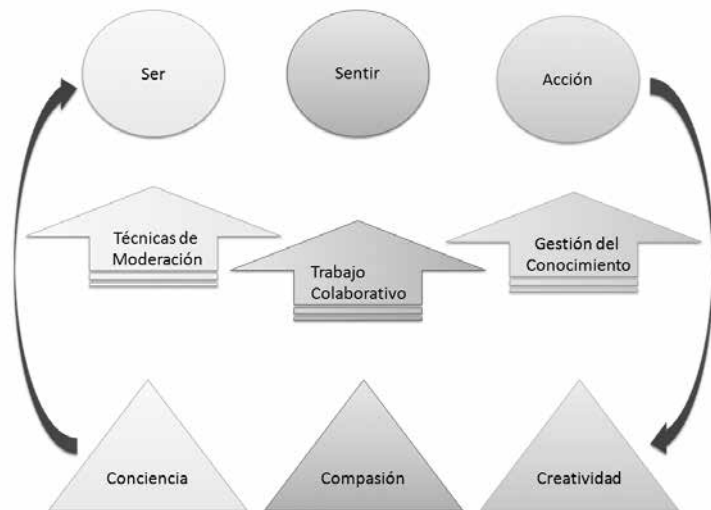 Ser
Sentir
Acción
Técnicas de
Moderación
Trabajo
Colaborativo
Gestión del
Conocimiento
Conciencia
Compasión
Creatividad